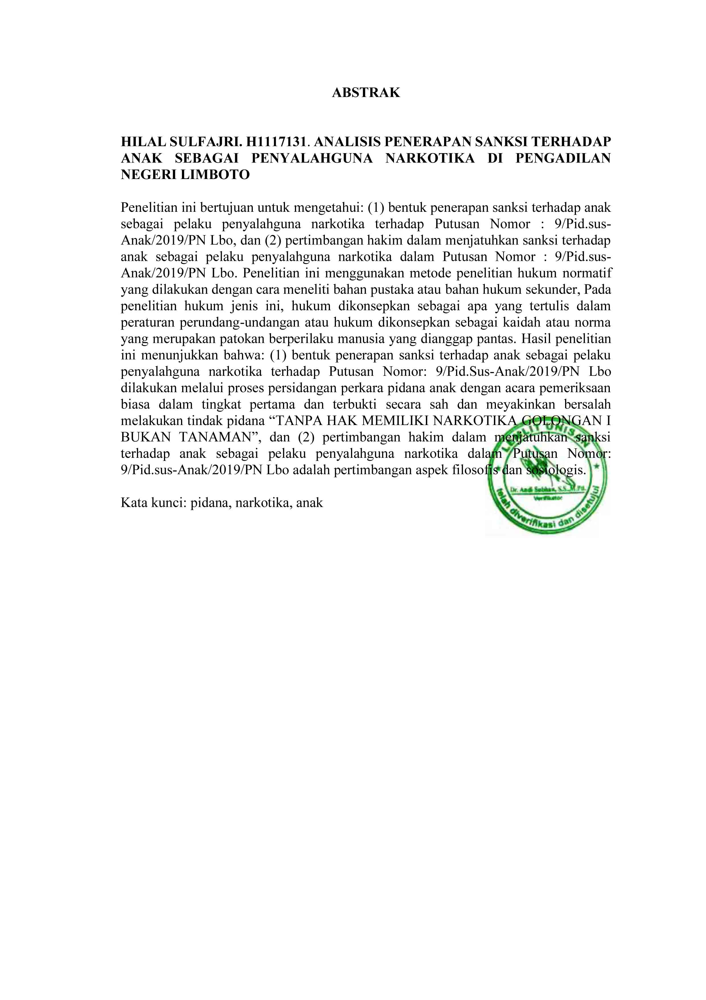 ABSTRAK
HILAL SULFAJRI. H1117131. ANALISIS PENERAPAN SANKSI TERHADAP
ANAK SEBAGAI PENYALAHGUNA NARKOTIKA DI PENGADILAN
NEGERI LIMBOTO
Penelitian ini bertujuan untuk mengetahui: (1) bentuk penerapan sanksi terhadap anak
sebagai pelaku penyalahguna narkotika terhadap Putusan Nomor : 9/Pid.sus-
Anak/2019/PN Lbo, dan (2) pertimbangan hakim dalam menjatuhkan sanksi terhadap
anak sebagai pelaku penyalahguna narkotika dalam Putusan Nomor : 9/Pid.sus-
Anak/2019/PN Lbo. Penelitian ini menggunakan metode penelitian hukum normatif
yang dilakukan dengan cara meneliti bahan pustaka atau bahan hukum sekunder, Pada
penelitian hukum jenis ini, hukum dikonsepkan sebagai apa yang tertulis dalam
peraturan perundang-undangan atau hukum dikonsepkan sebagai kaidah atau norma
yang merupakan patokan berperilaku manusia yang dianggap pantas. Hasil penelitian
ini menunjukkan bahwa: (1) bentuk penerapan sanksi terhadap anak sebagai pelaku
penyalahguna narkotika terhadap Putusan Nomor: 9/Pid.Sus-Anak/2019/PN Lbo
dilakukan melalui proses persidangan perkara pidana anak dengan acara pemeriksaan
biasa dalam tingkat pertama dan terbukti secara sah dan meyakinkan bersalah
melakukan tindak pidana “TANPA HAK MEMILIKI NARKOTIKA GOLONGAN I
BUKAN TANAMAN”, dan (2) pertimbangan hakim dalam menjatuhkan sanksi
terhadap anak sebagai pelaku penyalahguna narkotika dalam Putusan Nomor:
9/Pid.sus-Anak/2019/PN Lbo adalah pertimbangan aspek filosofis dan sosiologis.
Kata kunci: pidana, narkotika, anak
LEMLIT UNISAN
Dr. Andi Subhan, S.S.,M.Pd.
Verifikator
telah diverifikasi dan disetujui